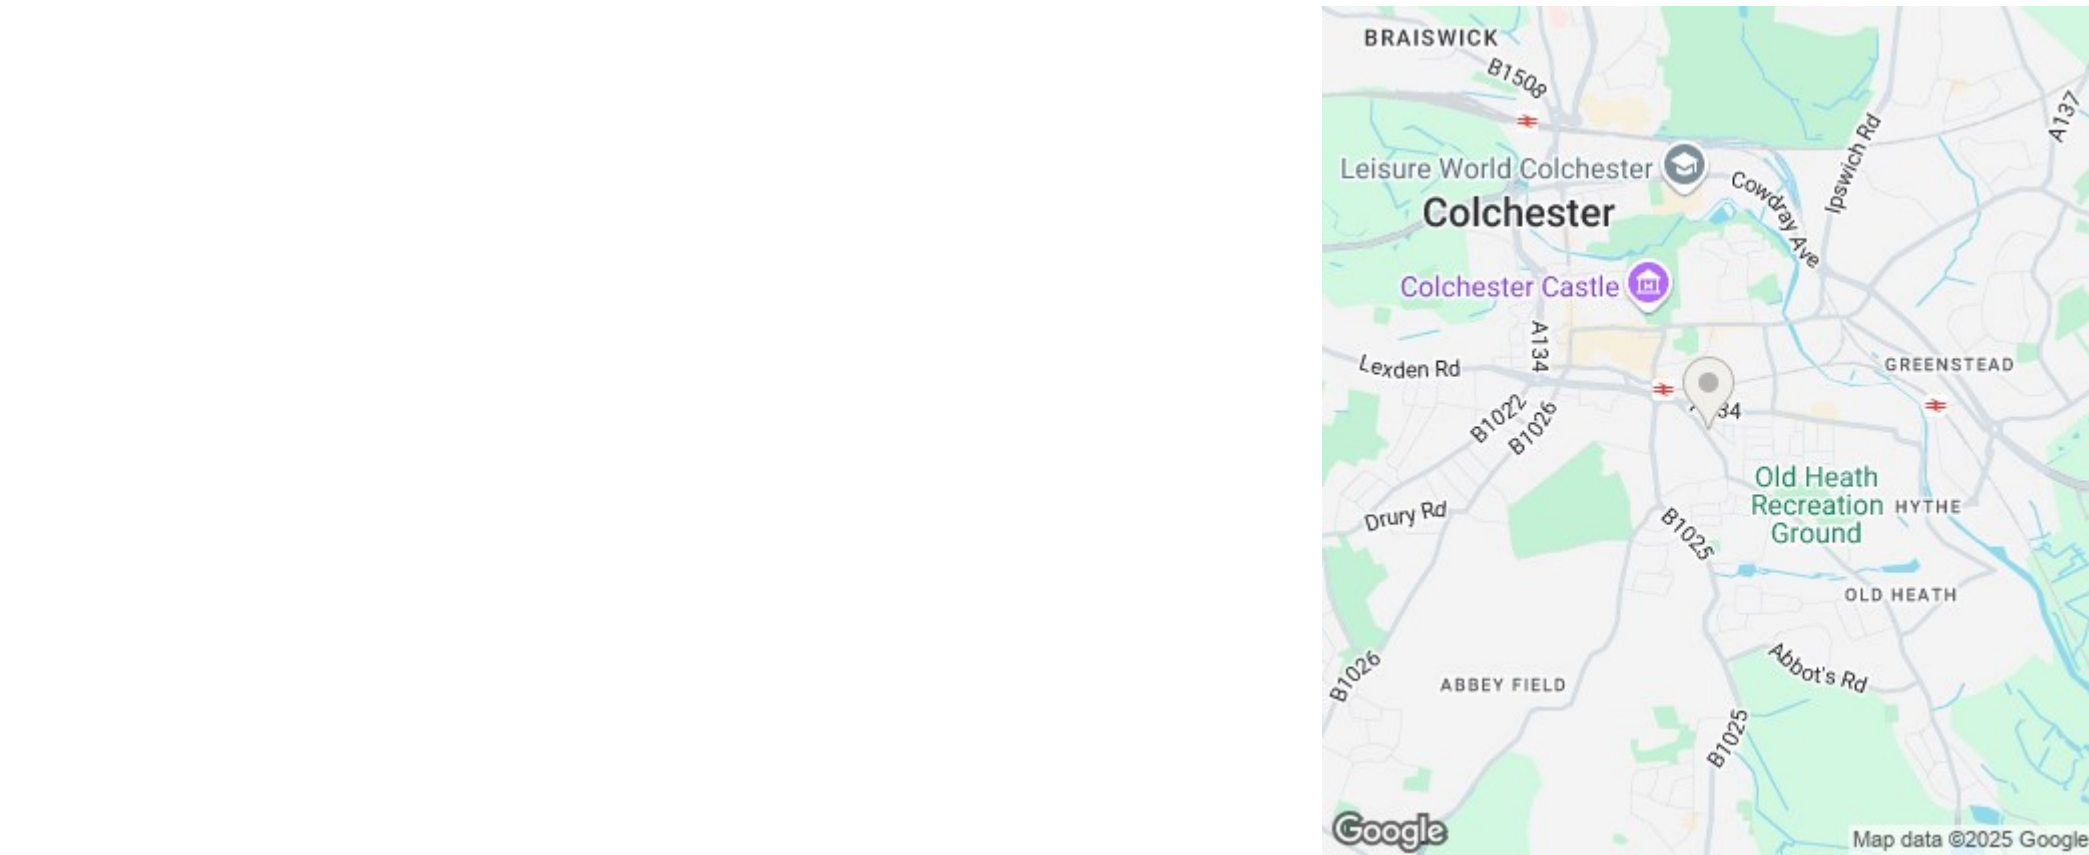 BRAISWICK
B1508
A137
Ipswich Rd
Leisure World Colchester
Cowdray Ave
Colchester
Colchester Castle
A134
Lexden Rd
GREENSTEAD
B1022
B1026
Old Heath
Recreation
Ground
HYTHE
Drury Rd
B1025
OLD HEATH
Abbot's Rd
B1026
ABBEY FIELD
B1025
Google
Map data ©2025 Google